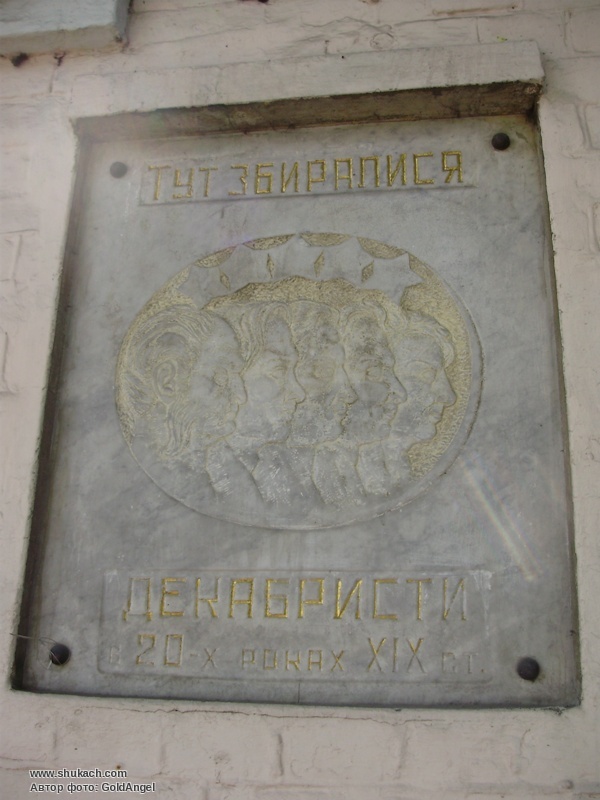 ТУТ ЗБИРАЛИСЯ
ДЕКАБРИСТИ
В 20-Х РОКАХ XIX СТ.
www.shukach.com
Автор фото: GoldAngel